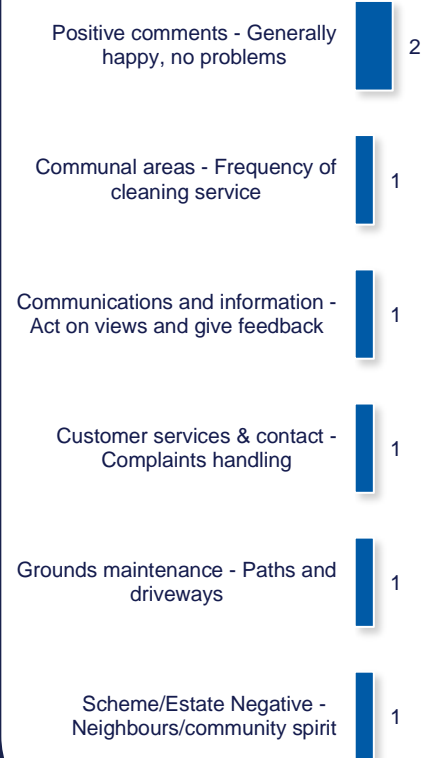 Positive comments - Generally
happy, no problems
2
Communal areas - Frequency of
cleaning service
1
Communications and information -
Act on views and give feedback
1
Customer services & contact -
Complaints handling
1
Grounds maintenance - Paths and
driveways
1
Scheme/Estate Negative -
Neighbours/community spirit
1